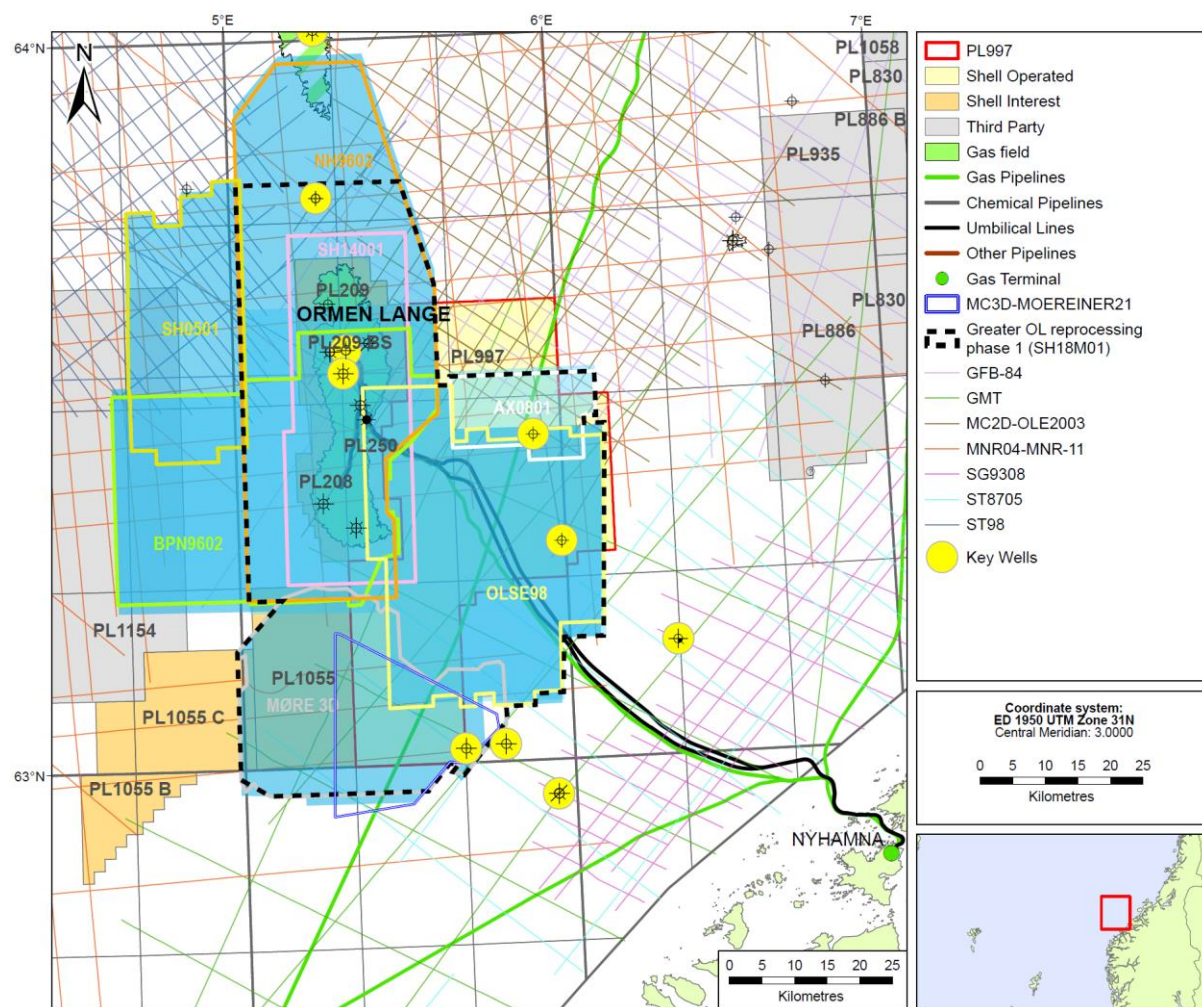 5°E 6°E 7°E
64°N
63°N
N
PL1058
PL830
PL886 B
PL935
NH9602
SH14001
PL209
ORMEN LANGE
PL209 BS
SH0501
PL997
PL830
PL886
AX0801
PL250
PL208
BPN9602
OLSE98
PL1154
PL1055
MØRE 3D
PL1055 C
PL1055 B
NYHAMNA
0 5 10 15 20 25
Kilometres
PL997
Shell Operated
Shell Interest
Third Party
Gas field
Gas Pipelines
Chemical Pipelines
Umbilical Lines
Other Pipelines
Gas Terminal
MC3D-MOEREINER21
Greater OL reprocessing
phase 1 (SH18M01)
GFB-84
GMT
MC2D-OLE2003
MNR04-MNR-11
SG9308
ST8705
ST98
Key Wells
Coordinate system:
ED 1950 UTM Zone 31N
Central Meridian: 3.0000
0 5 10 15 20 25
Kilometres